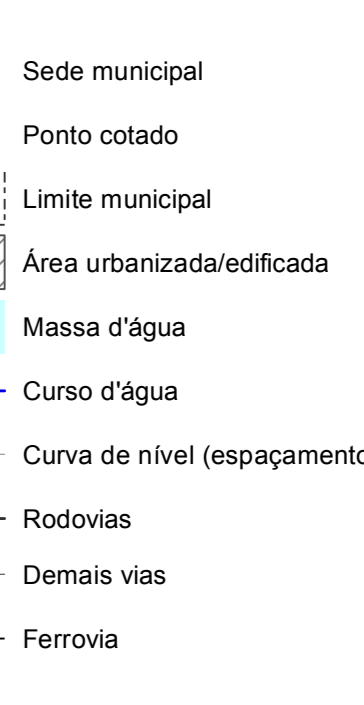 Sede municipal
Ponto cotado
Limite municipal
Área urbanizada/edificada
Massa d'água
Curso d'água
Curva de nível (espaçamento
Rodovias
Demais vias
Ferrovia